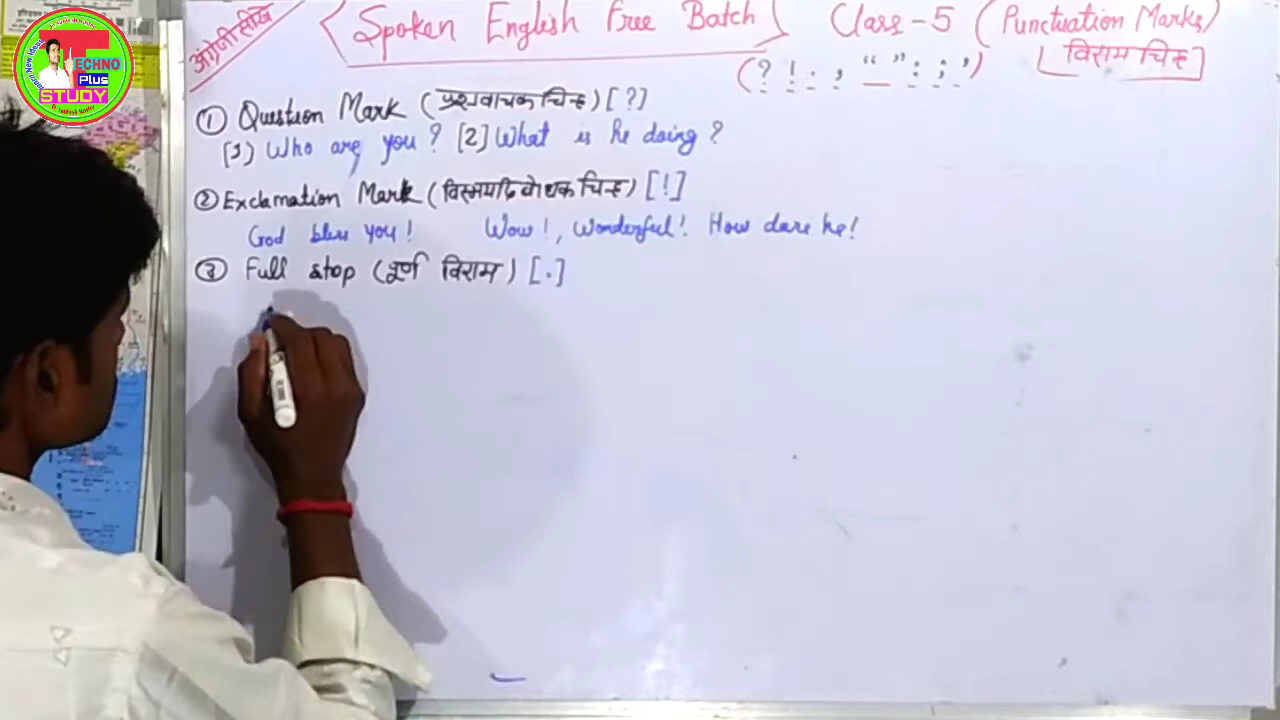 अंग्रेजी सीखें
Spoken English Free Batch
Class-5 (Punctuation Marks)
विराम चिन्ह
(? ! . , “ ” : ; ')
① Question Mark (प्रश्नवाचक चिन्ह) [?]
[1) Who are you? [2] What is he doing?
② Exclamation Mark (विस्मयादिबोधक चिन्ह) [!]
God bless you! Wow!, Wonderful! How dare he!
③ Full stop (पूर्ण विराम) [.]
TECHNO
Plus
STUDY